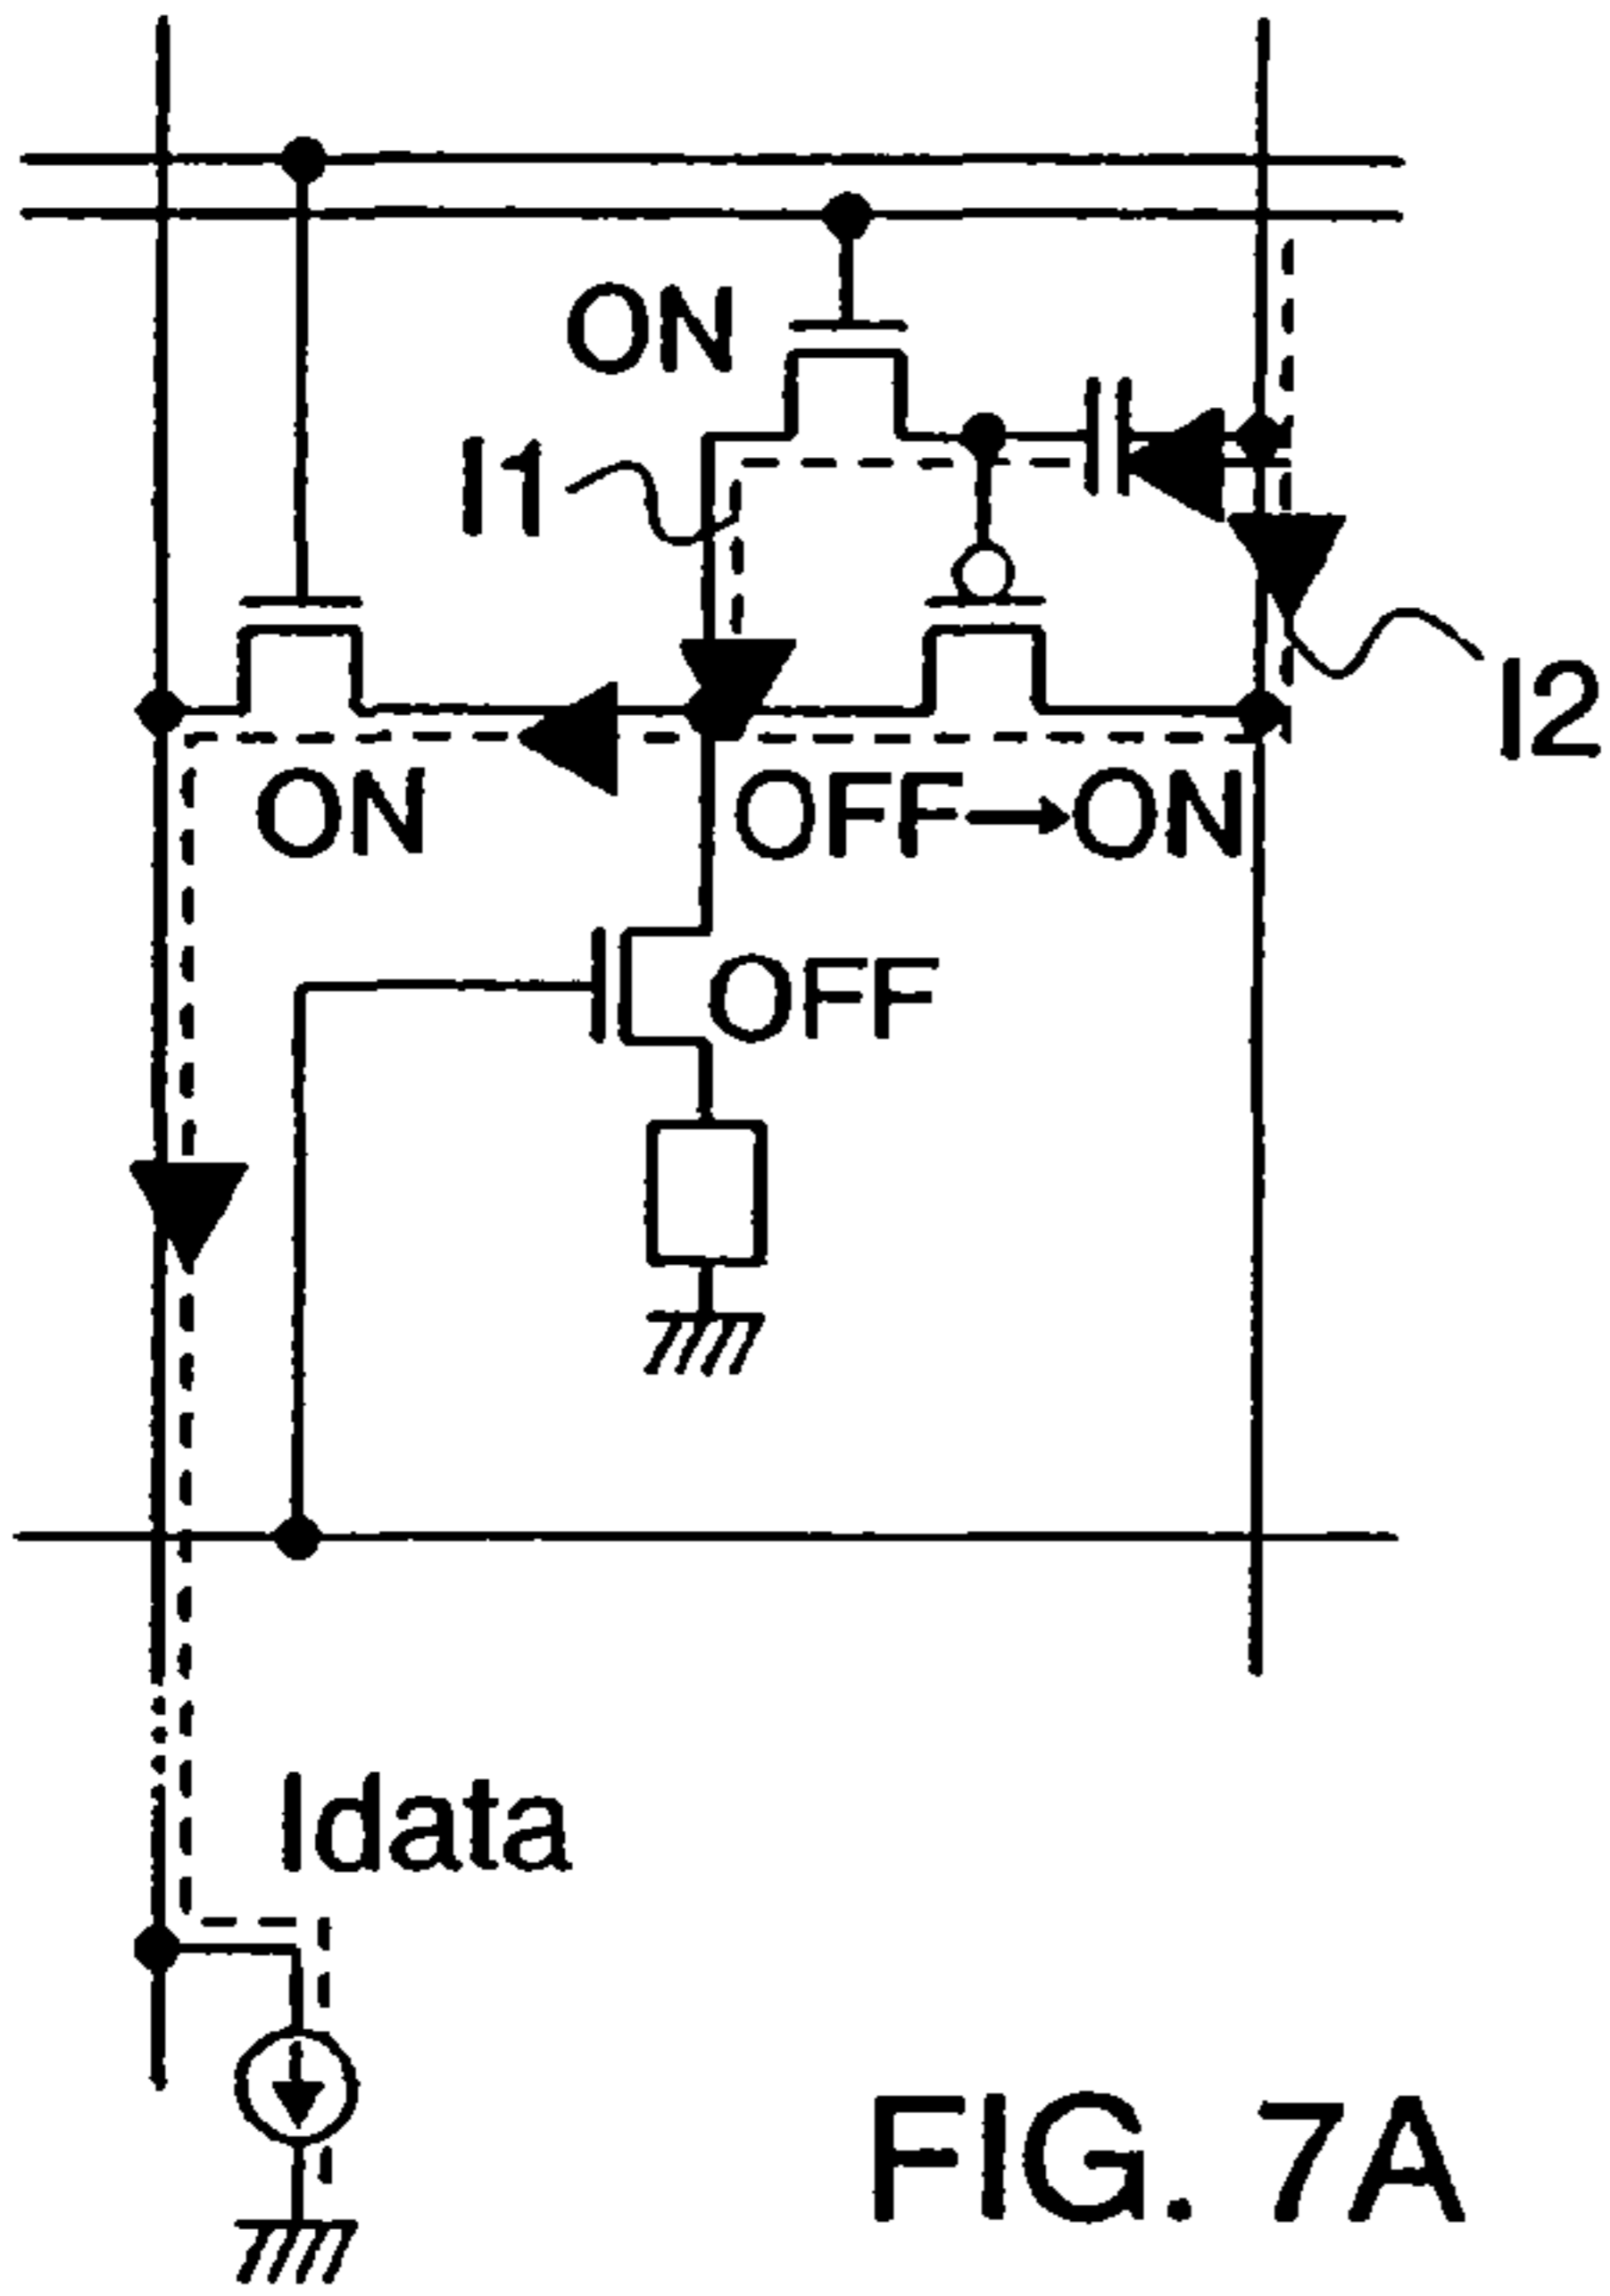 ON
I1
I2
ON
OFF→ON
OFF
Idata
FIG. 7A